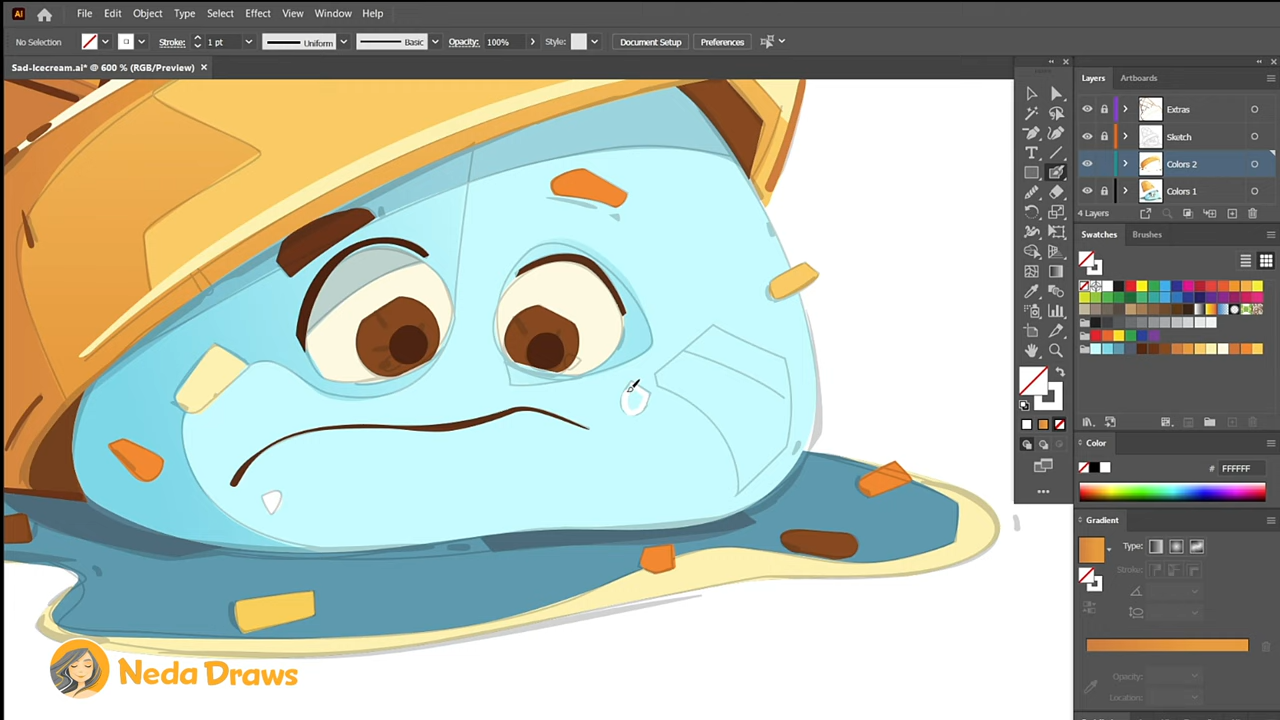 Ai File Edit Object Type Select Effect View Window Help
No Selection Stroke: 1 pt Uniform Basic Opacity: 100% Style: Document Setup Preferences
Sad-Icecream.ai* @ 600 % (RGB/Preview) ×
Layers Artboards
Extras
Sketch
Colors 2
Colors 1
4 Layers
Swatches Brushes
Color
# FFFFFF
Gradient
Type:
Stroke:
Opacity:
Location:
Neda Draws